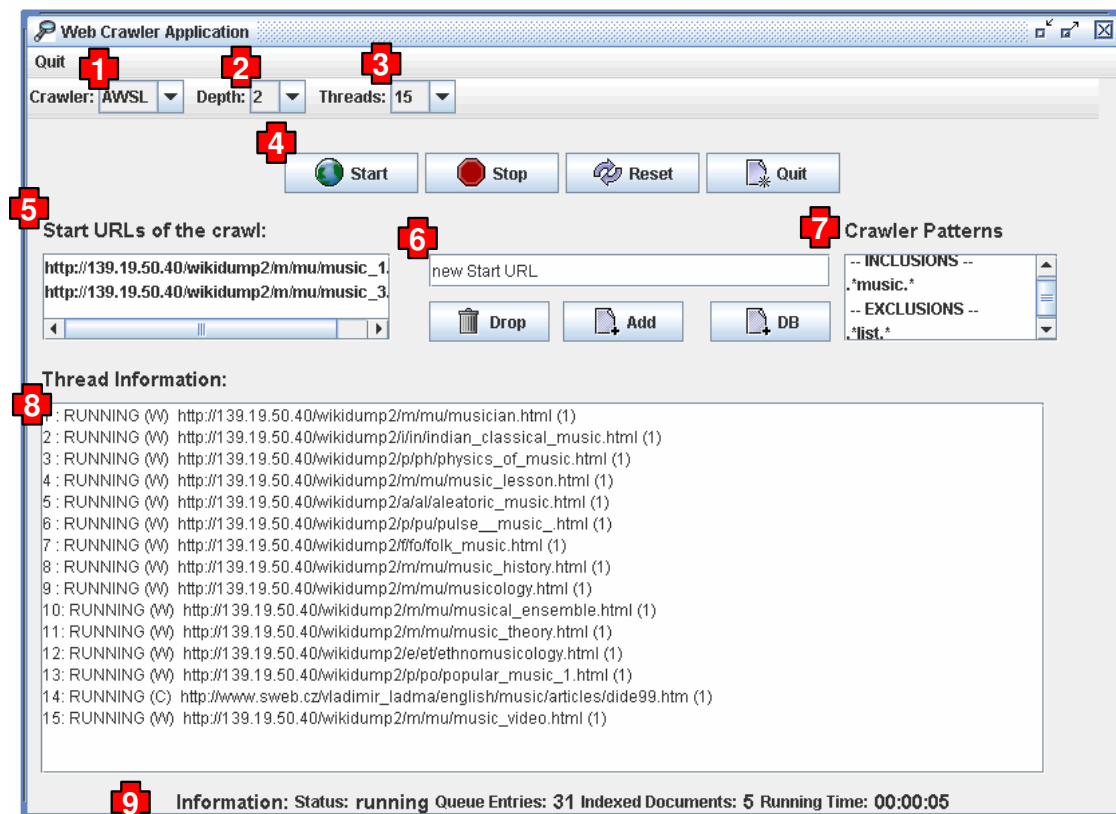 Web Crawler Application
Quit
1
2
3
Crawler: AWSL Depth: 2 Threads: 15
4
Start Stop Reset Quit
5
6
7
Start URLs of the crawl:
Crawler Patterns
http://139.19.50.40/wikidump2/m/mu/music_1.
http://139.19.50.40/wikidump2/m/mu/music_3.
new Start URL
Drop Add DB
-- INCLUSIONS --
.*music.*
-- EXCLUSIONS --
.*list.*
Thread Information:
8
1 : RUNNING (W) http://139.19.50.40/wikidump2/m/mu/musician.html (1)
2 : RUNNING (W) http://139.19.50.40/wikidump2/i/in/indian_classical_music.html (1)
3 : RUNNING (W) http://139.19.50.40/wikidump2/p/ph/physics_of_music.html (1)
4 : RUNNING (W) http://139.19.50.40/wikidump2/m/mu/music_lesson.html (1)
5 : RUNNING (W) http://139.19.50.40/wikidump2/a/al/aleatoric_music.html (1)
6 : RUNNING (W) http://139.19.50.40/wikidump2/p/pu/pulse__music_.html (1)
7 : RUNNING (W) http://139.19.50.40/wikidump2/f/fo/folk_music.html (1)
8 : RUNNING (W) http://139.19.50.40/wikidump2/m/mu/music_history.html (1)
9 : RUNNING (W) http://139.19.50.40/wikidump2/m/mu/musicology.html (1)
10: RUNNING (W) http://139.19.50.40/wikidump2/m/mu/musical_ensemble.html (1)
11: RUNNING (W) http://139.19.50.40/wikidump2/m/mu/music_theory.html (1)
12: RUNNING (W) http://139.19.50.40/wikidump2/e/et/ethnomusicology.html (1)
13: RUNNING (W) http://139.19.50.40/wikidump2/p/po/popular_music_1.html (1)
14: RUNNING (C) http://www.sweb.cz/vladimir_ladma/english/music/articles/dide99.htm (1)
15: RUNNING (W) http://139.19.50.40/wikidump2/m/mu/music_video.html (1)
9
Information: Status: running Queue Entries: 31 Indexed Documents: 5 Running Time: 00:00:05